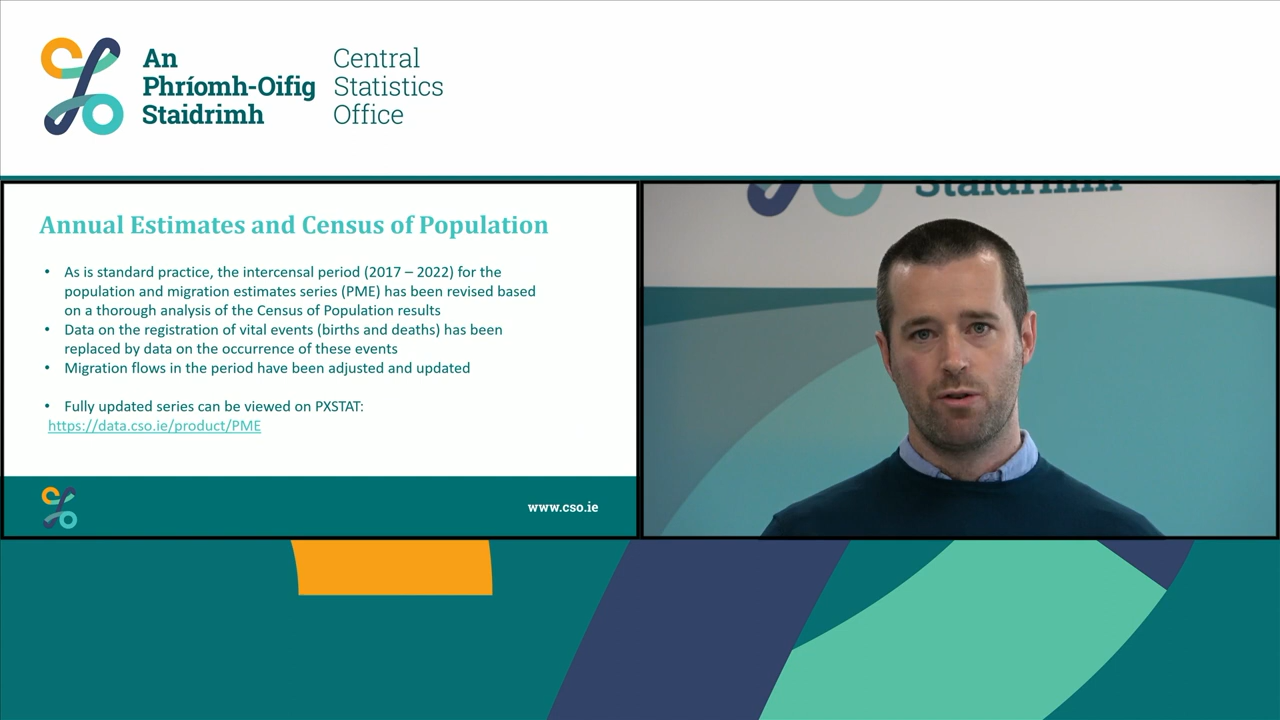 An
Phríomh-Oifig
Staidrimh
Central
Statistics
Office
Annual Estimates and Census of Population
• As is standard practice, the intercensal period (2017 – 2022) for the
population and migration estimates series (PME) has been revised based
on a thorough analysis of the Census of Population results
• Data on the registration of vital events (births and deaths) has been
replaced by data on the occurrence of these events
• Migration flows in the period have been adjusted and updated
• Fully updated series can be viewed on PXSTAT:
https://data.cso.ie/product/PME
www.cso.ie
Staidrimh